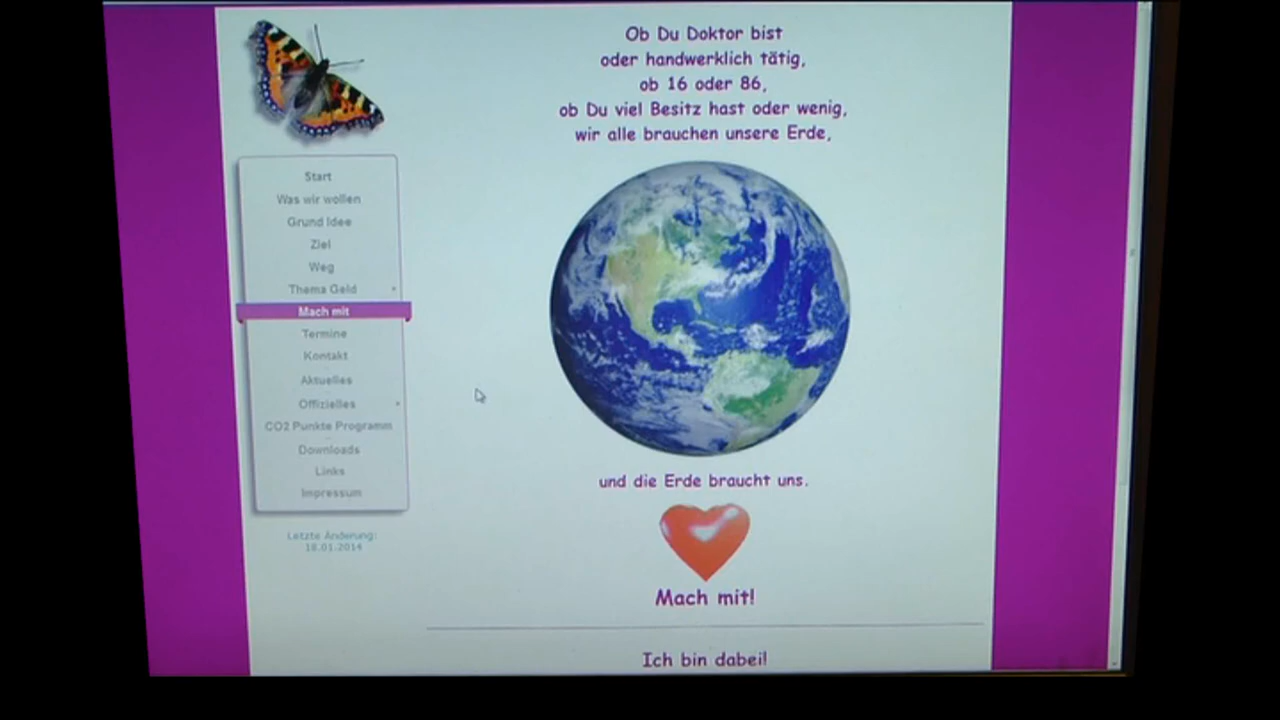 Ob Du Doktor bist
oder handwerklich tätig,
ob 16 oder 86,
ob Du viel Besitz hast oder wenig,
wir alle brauchen unsere Erde,
Start
Was wir wollen
Grund Idee
Ziel
Weg
Thema Geld
Mach mit
Termine
Kontakt
Aktuelles
Offizielles
CO2 Punkte Programm
Downloads
Links
Impressum
Letzte Änderung:
18.01.2014
und die Erde braucht uns.
Mach mit!
Ich bin dabei!